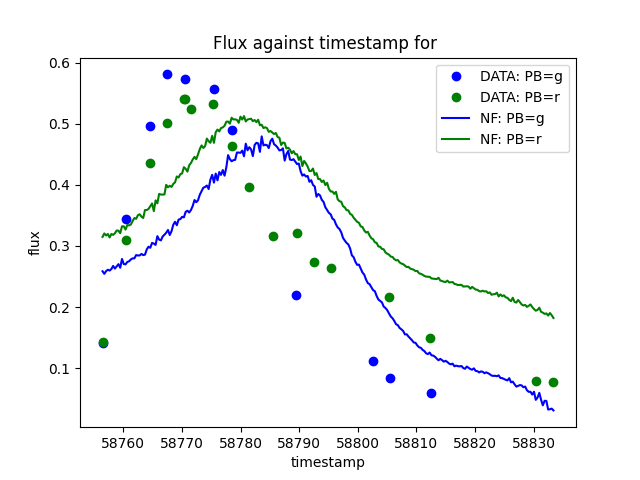 Flux against timestamp for
flux
0.6
0.5
0.4
0.3
0.2
0.1
58760 58770 58780 58790 58800 58810 58820 58830
timestamp
DATA: PB=g
DATA: PB=r
NF: PB=g
NF: PB=r